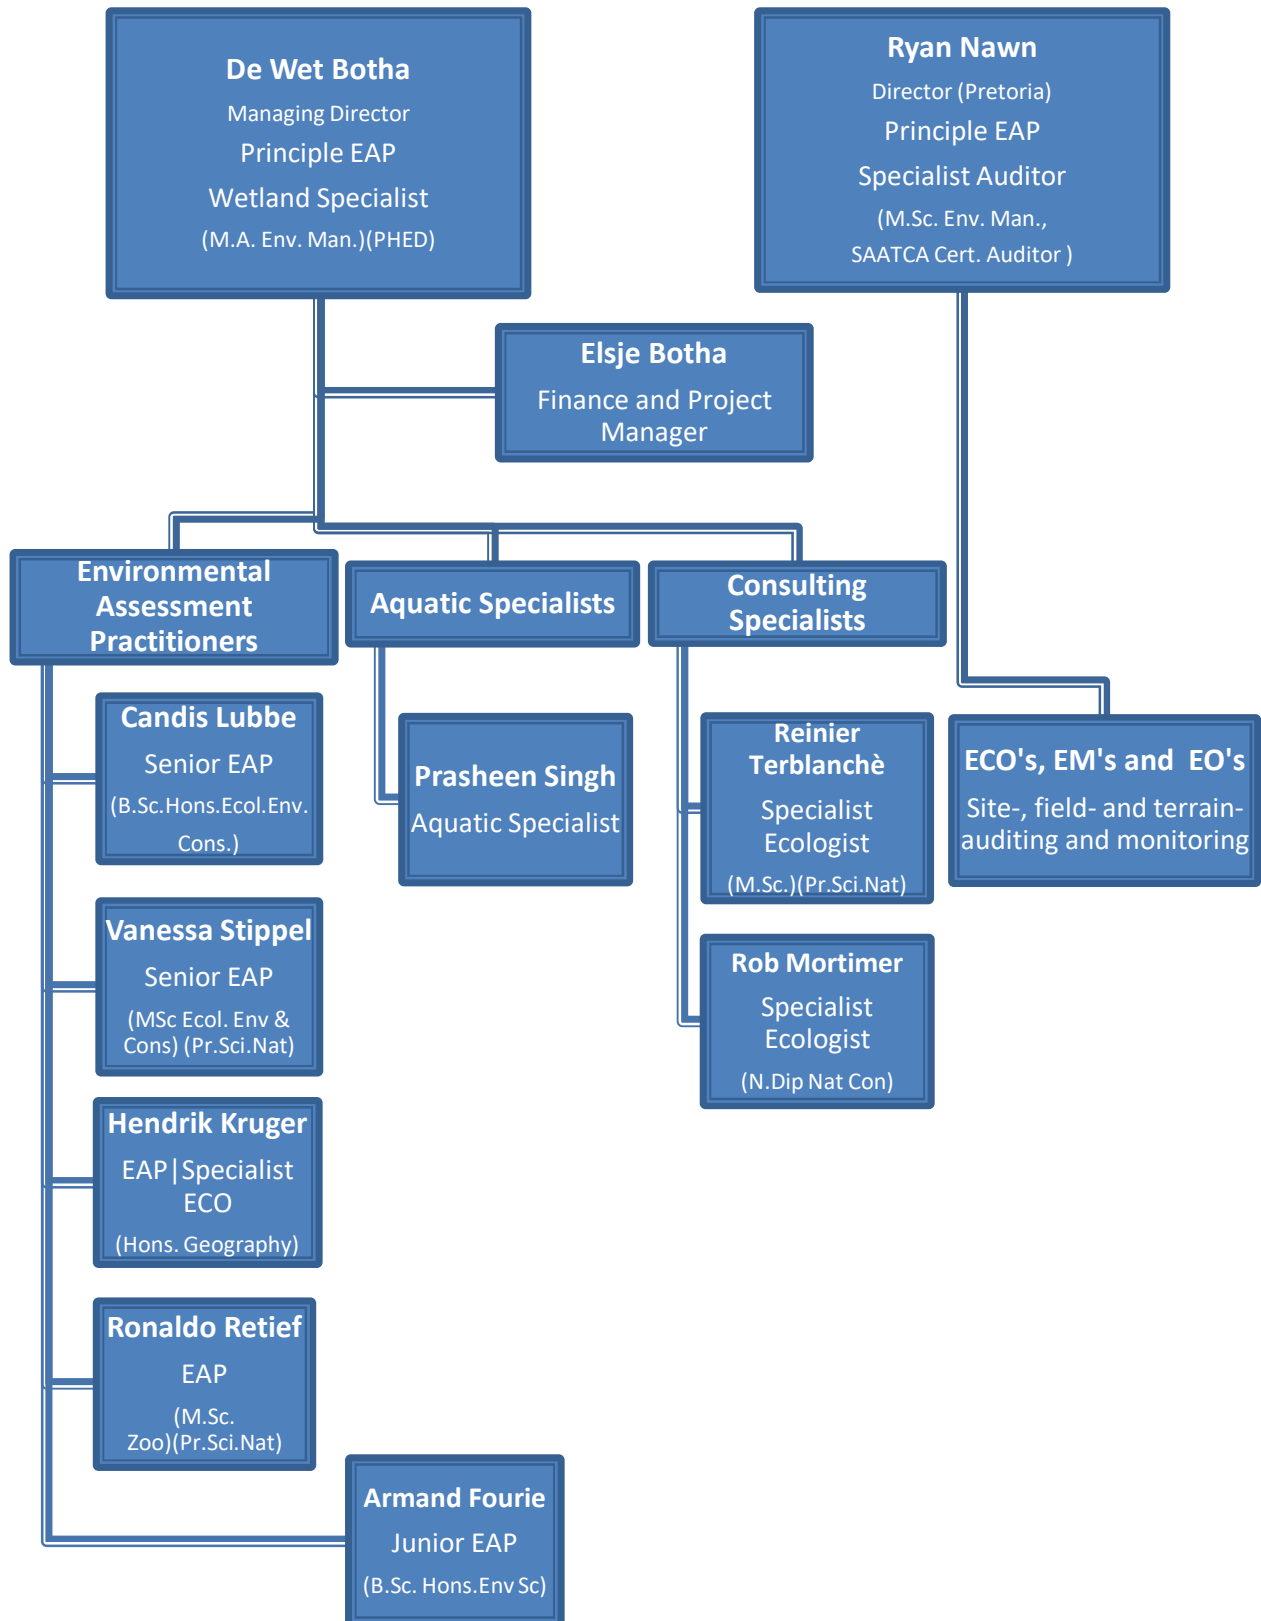 De Wet Botha
Managing Director
Principle EAP
Wetland Specialist
(M.A. Env. Man.)(PHED)
Ryan Nawn
Director (Pretoria)
Principle EAP
Specialist Auditor
(M.Sc. Env. Man.,
SAATCA Cert. Auditor )
Elsje Botha
Finance and Project
Manager
Environmental
Assessment
Practitioners
Aquatic Specialists
Consulting
Specialists
Candis Lubbe
Senior EAP
(B.Sc.Hons.Ecol.Env.
Cons.)
Vanessa Stippel
Senior EAP
(MSc Ecol. Env &
Cons) (Pr.Sci.Nat)
Hendrik Kruger
EAP|Specialist
ECO
(Hons. Geography)
Ronaldo Retief
EAP
(M.Sc.
Zoo)(Pr.Sci.Nat)
Armand Fourie
Junior EAP
(B.Sc. Hons.Env Sc)
Prasheen Singh
Aquatic Specialist
Reinier
Terblanchè
Specialist
Ecologist
(M.Sc.)(Pr.Sci.Nat)
Rob Mortimer
Specialist
Ecologist
(N.Dip Nat Con)
ECO's, EM's and  EO's
Site-, field- and terrain-
auditing and monitoring